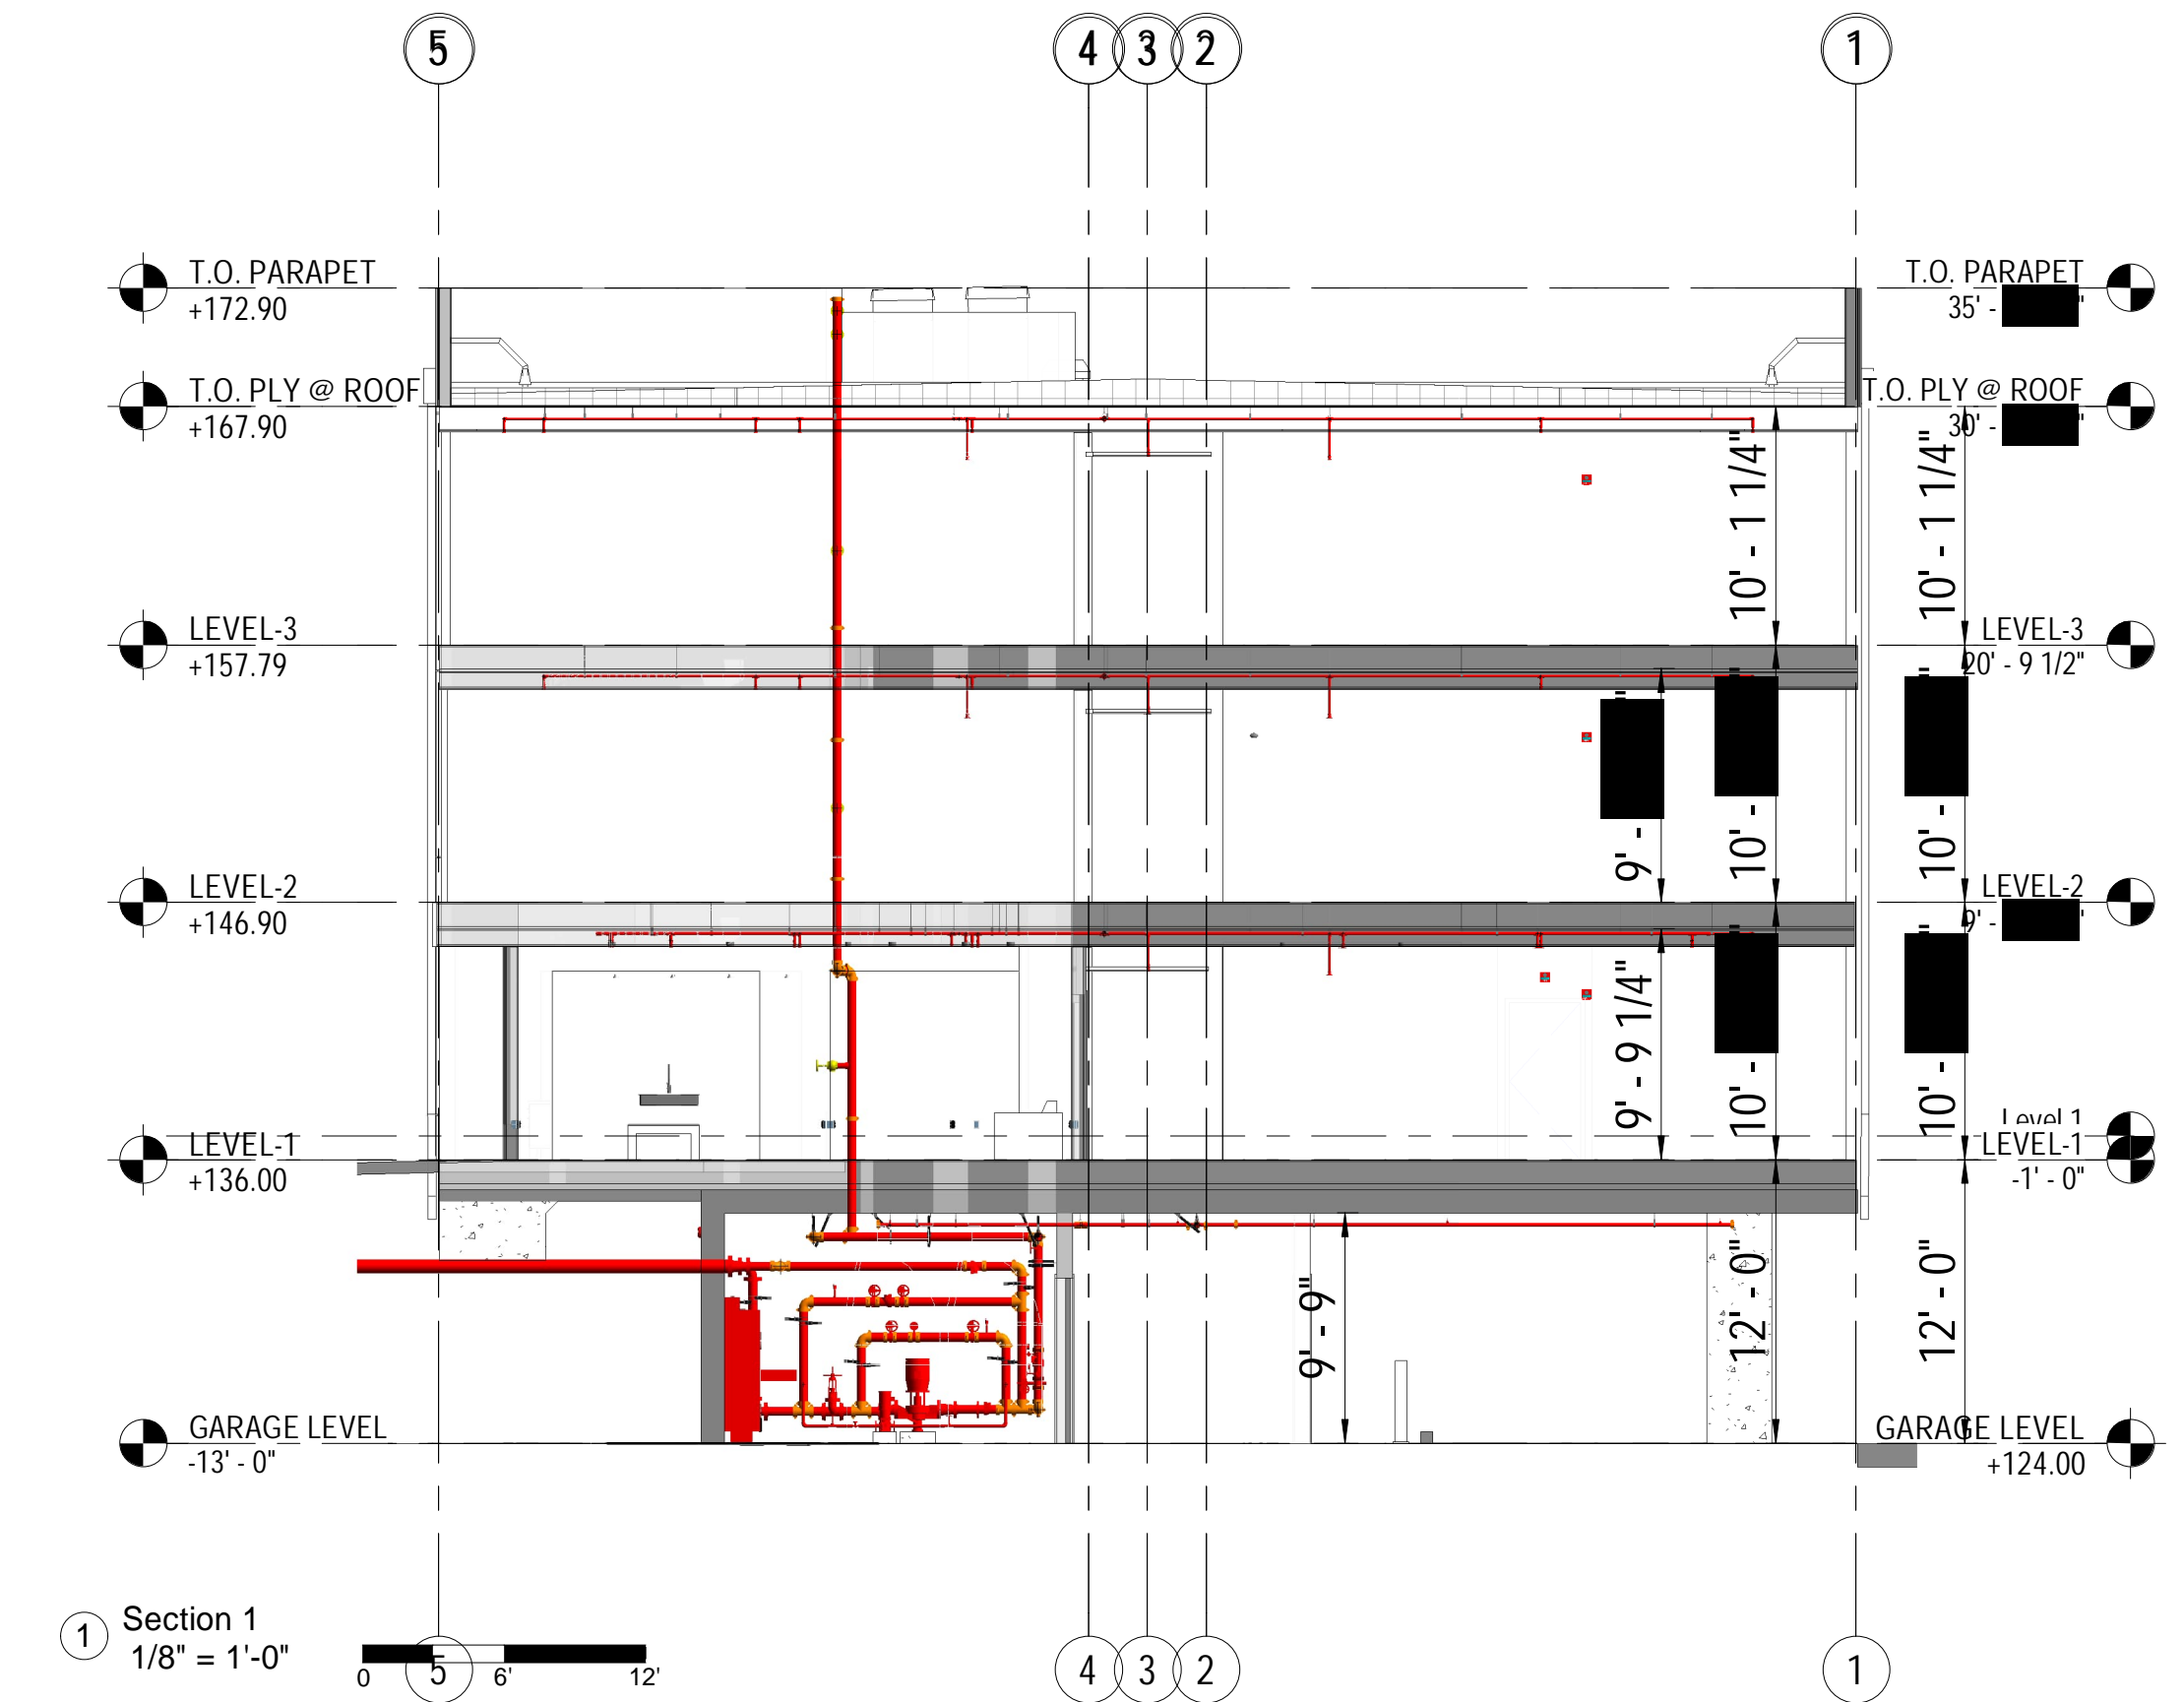 5 4 3 2 1
T.O. PARAPET
+172.90
T.O. PARAPET
35' -
T.O. PLY @ ROOF
+167.90
T.O. PLY @ ROOF
30' -
10' - 1 1/4"
10' - 1 1/4"
LEVEL-3
+157.79
LEVEL-3
20' - 9 1/2"
9' -
10' -
10' -
LEVEL-2
+146.90
LEVEL-2
9' -
9' - 9 1/4"
10' -
10' -
Level 1
LEVEL-1
+136.00
LEVEL-1
-1' - 0"
9' - 9"
12' - 0"
12' - 0"
GARAGE LEVEL
-13' - 0"
GARAGE LEVEL
+124.00
1
Section 1
1/8" = 1'-0"
0 6' 12'
5 4 3 2 1